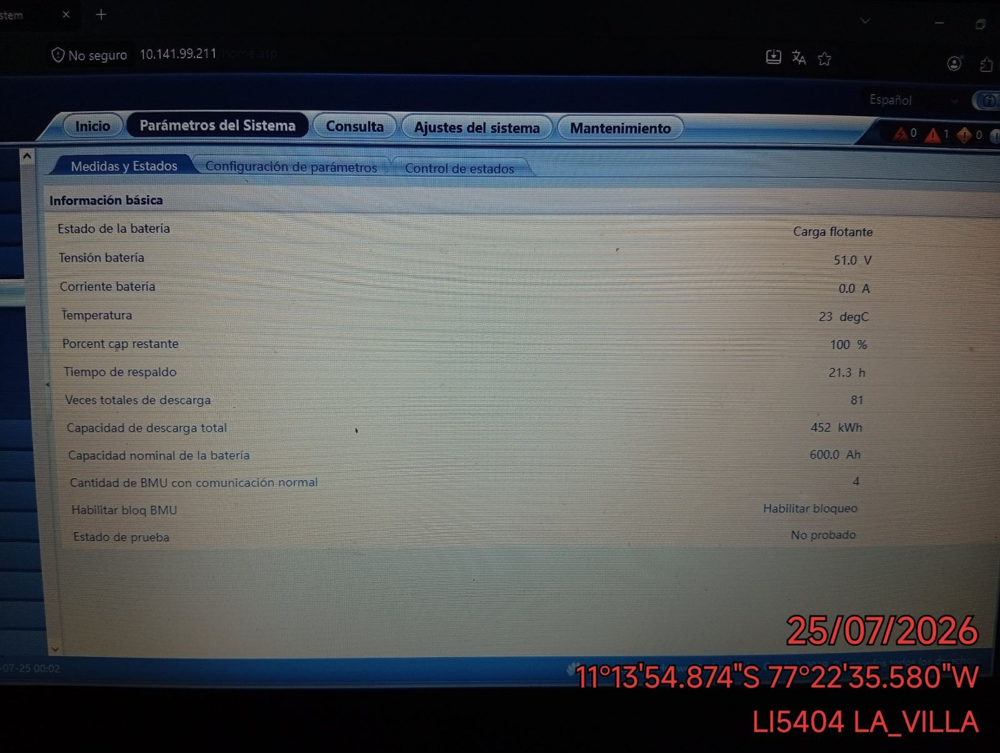 stem
No seguro 10.141.99.211/home.asp
Español
Inicio Parámetros del Sistema Consulta Ajustes del sistema Mantenimiento
0 1 0
Medidas y Estados Configuración de parámetros Control de estados
Información básica
Estado de la batería Carga flotante
Tensión batería 51.0 V
Corriente batería 0.0 A
Temperatura 23 degC
Porcent cap restante 100 %
Tiempo de respaldo 21.3 h
Veces totales de descarga 81
Capacidad de descarga total 452 kWh
Capacidad nominal de la batería 600.0 Ah
Cantidad de BMU con comunicación normal 4
Habilitar bloq BMU Habilitar bloqueo
Estado de prueba No probado
-07-25 00:02
todos los derechos
25/07/2026
11°13'54.874"S 77°22'35.580"W
LI5404 LA_VILLA